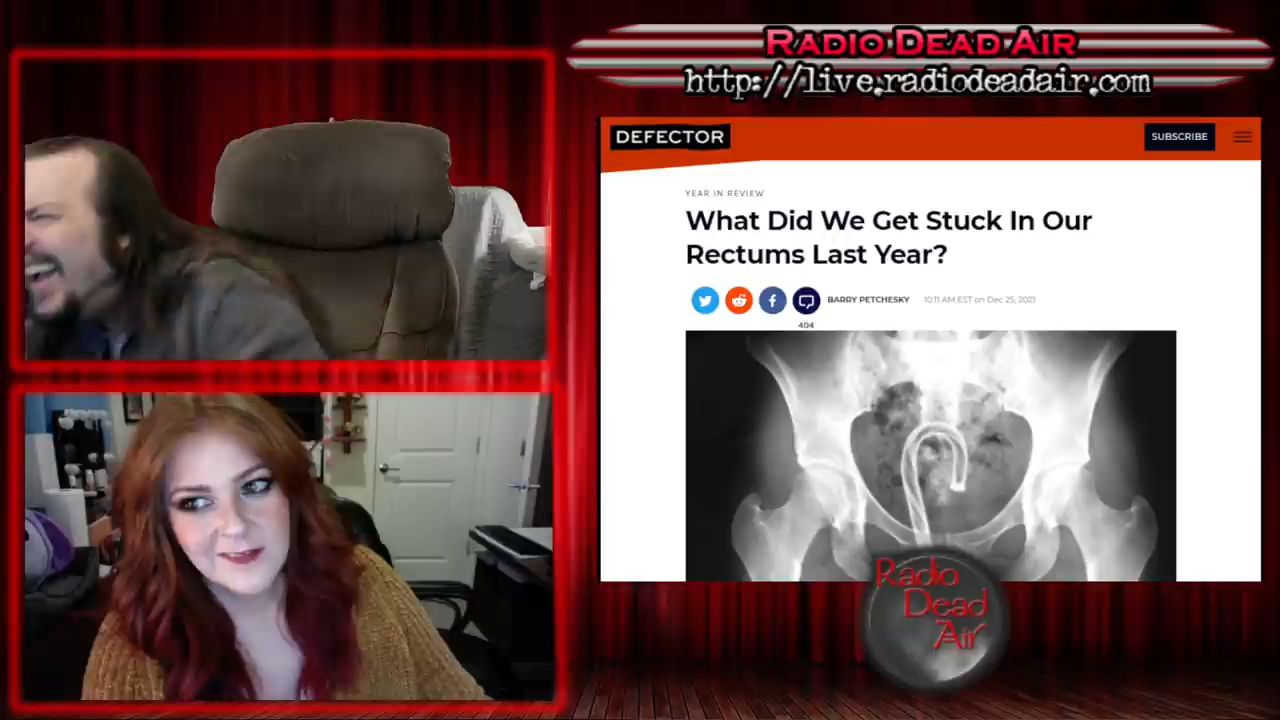 RADIO DEAD AIR
http://live.radiodeadair.com
DEFECTOR
SUBSCRIBE
YEAR IN REVIEW
What Did We Get Stuck In Our
Rectums Last Year?
BARRY PETCHESKY 10:11 AM EST on Dec 25, 2021
404
Radio
Dead
Air